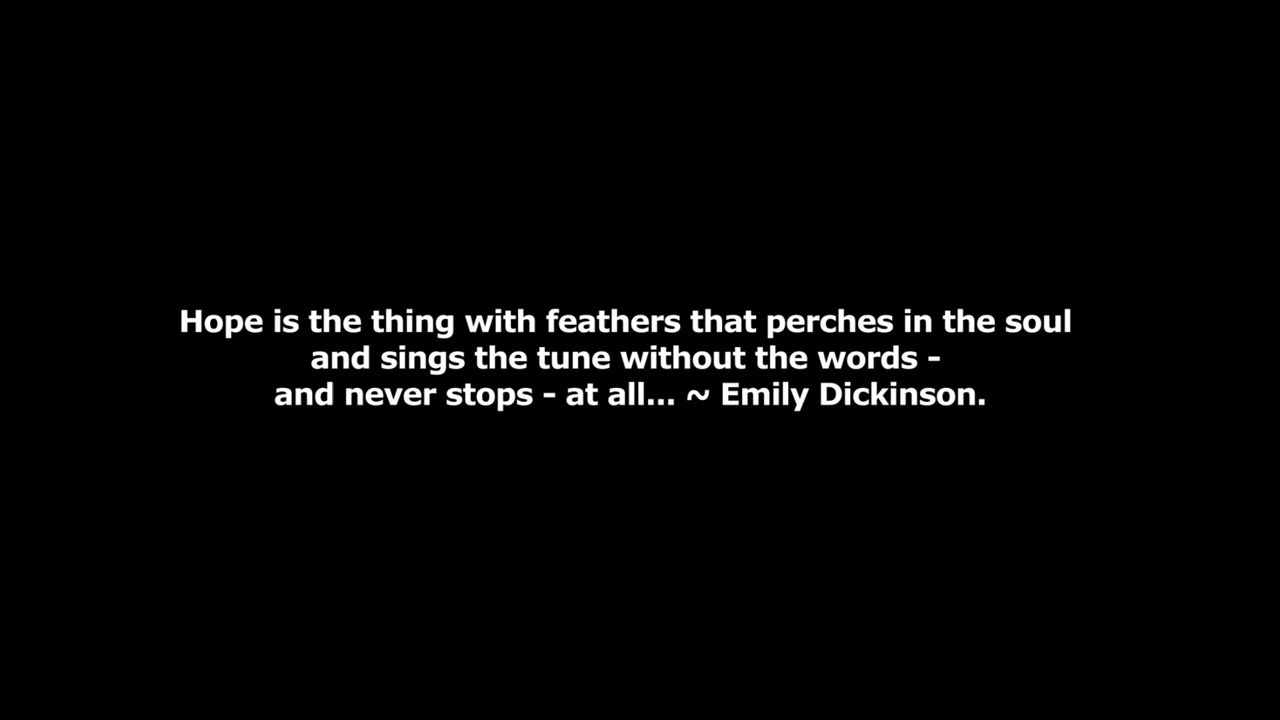 Hope is the thing with feathers that perches in the soul
and sings the tune without the words -
and never stops - at all... ~ Emily Dickinson.